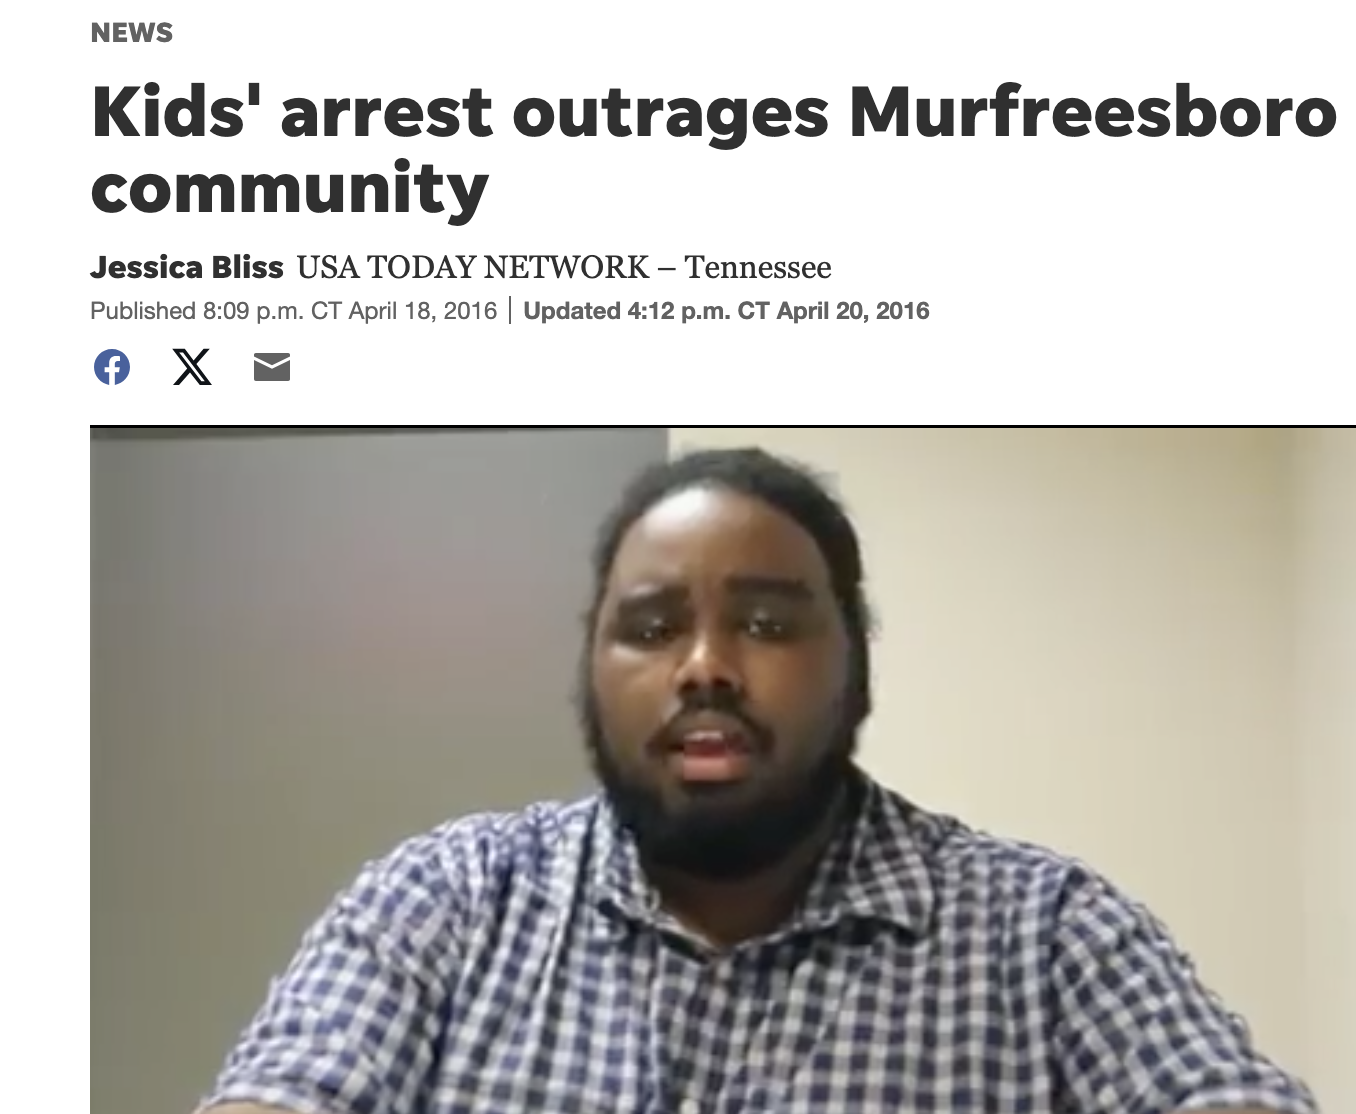 NEWS
Kids' arrest outrages Murfreesboro
community
Jessica Bliss USA TODAY NETWORK – Tennessee
Published 8:09 p.m. CT April 18, 2016 | Updated 4:12 p.m. CT April 20, 2016